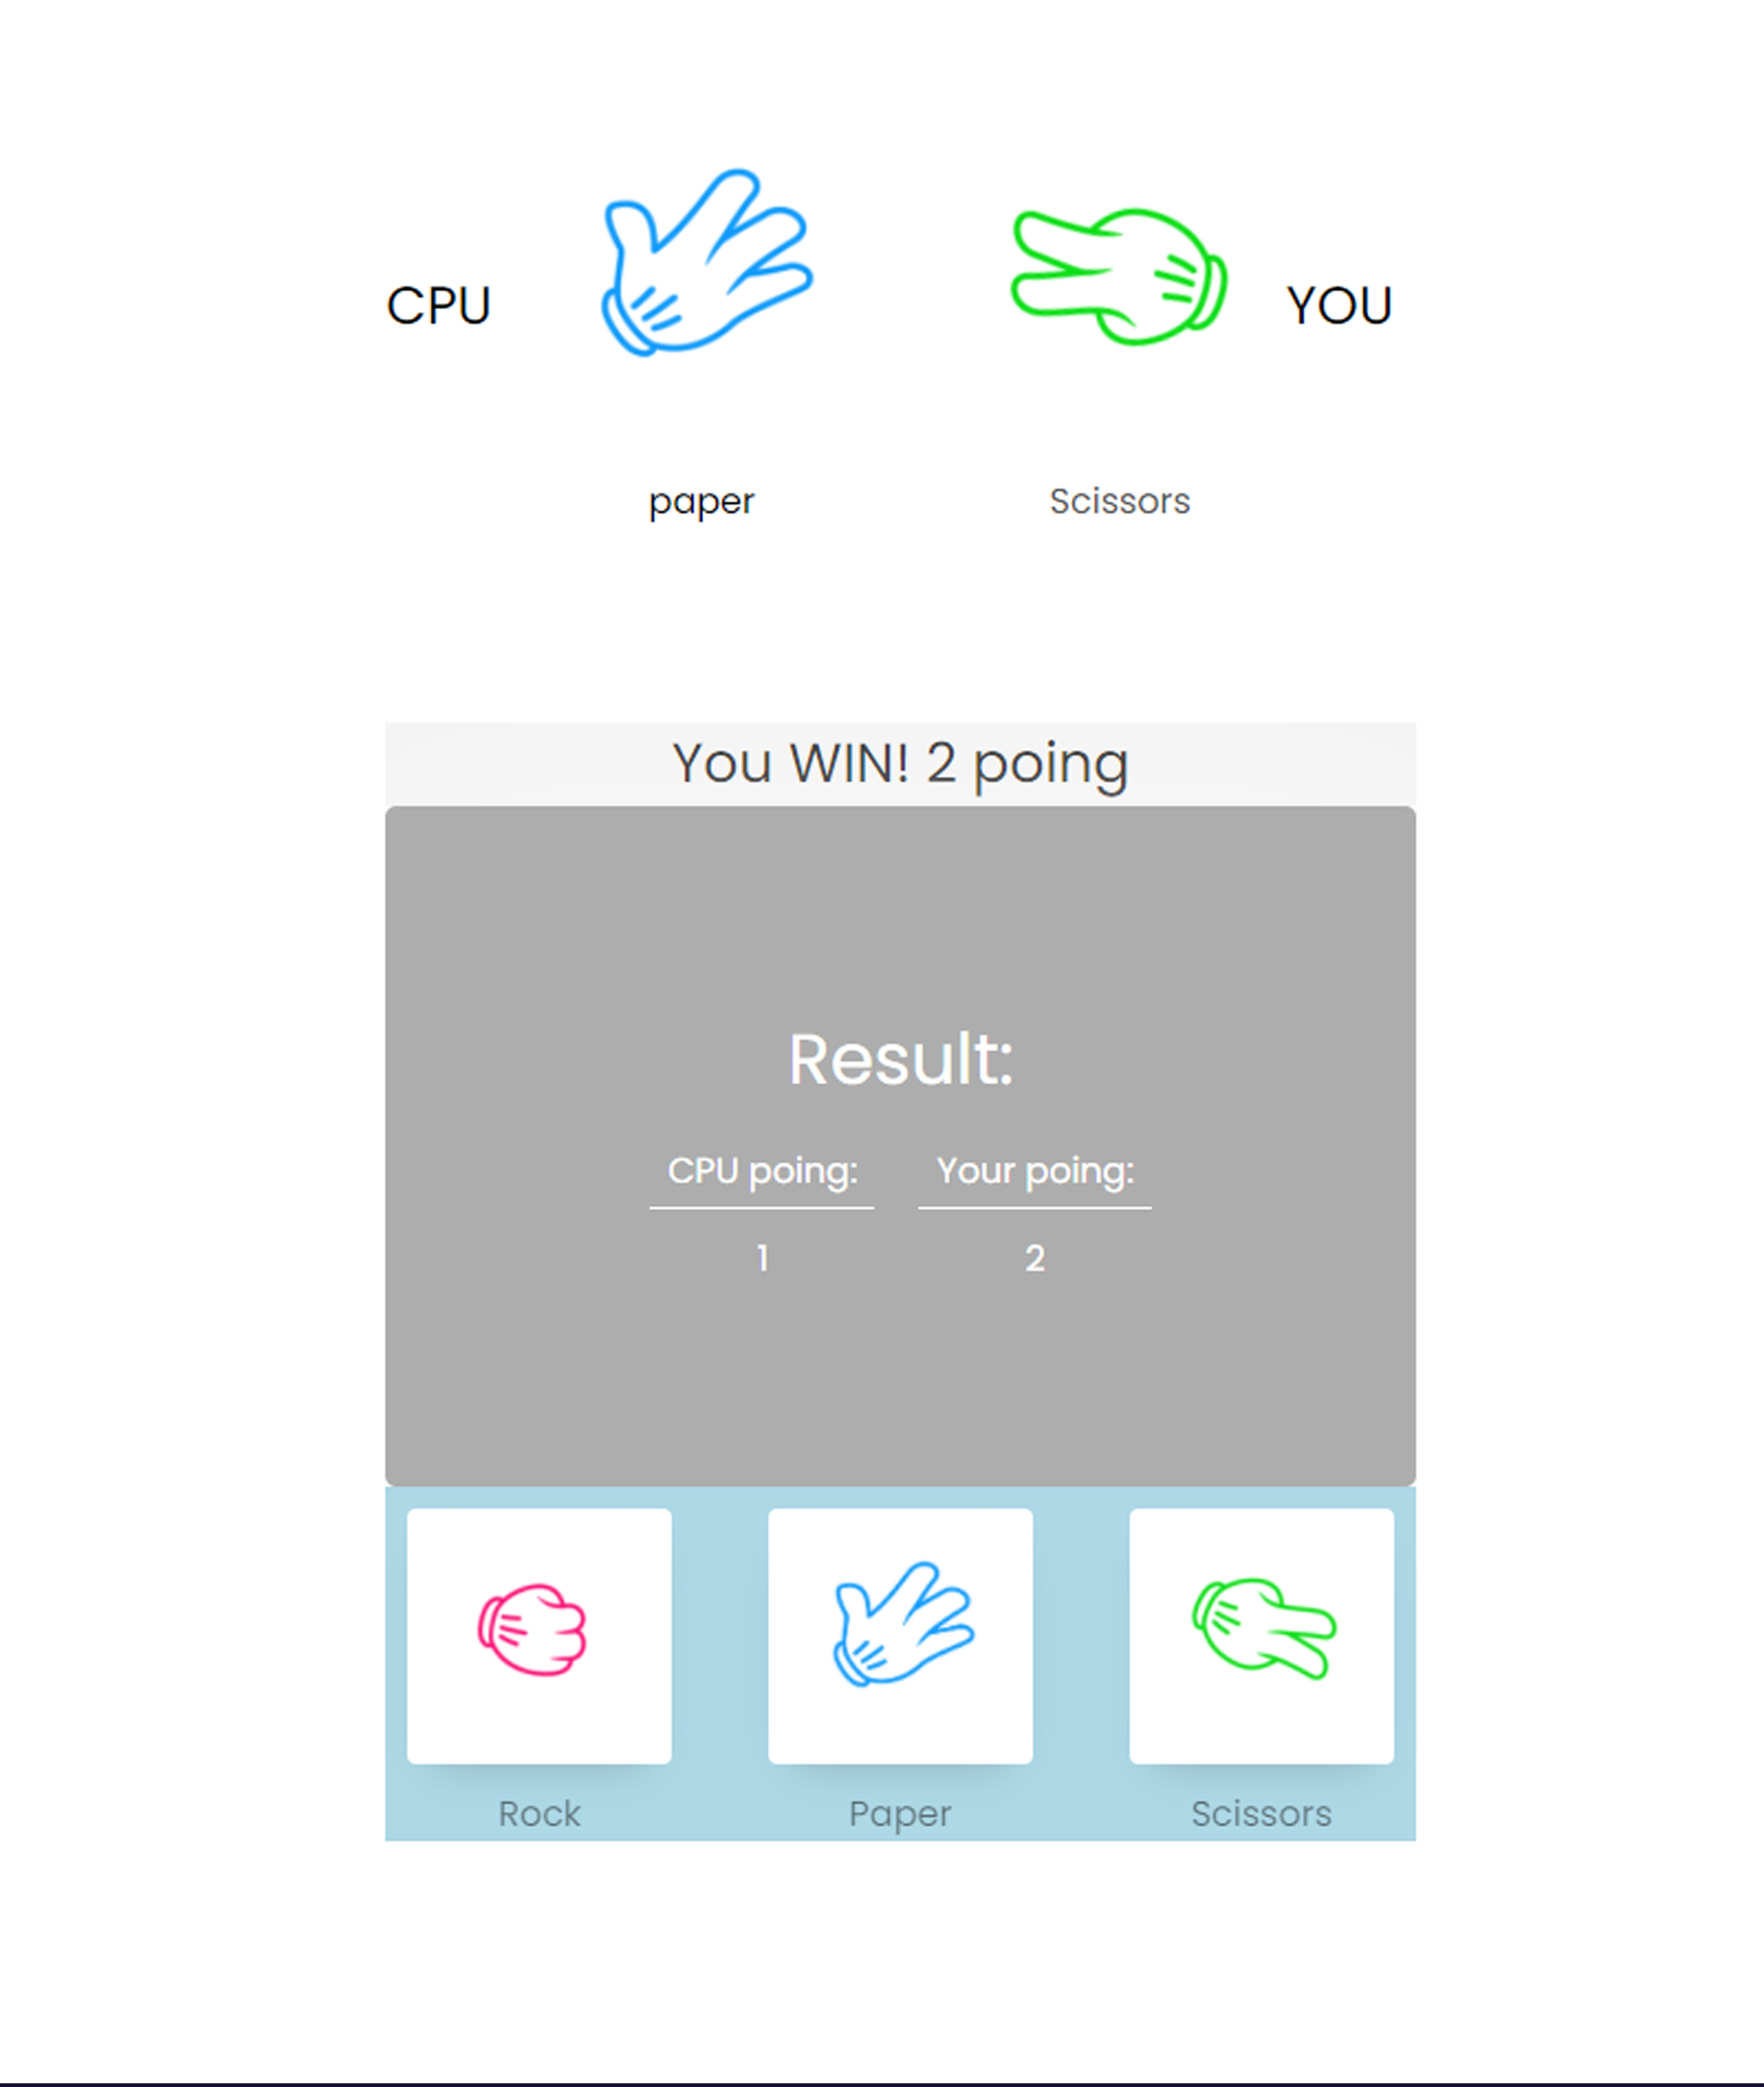 CPU YOU
paper Scissors
You WIN! 2 poing
Result:
CPU poing: Your poing:
1 2
Rock Paper Scissors